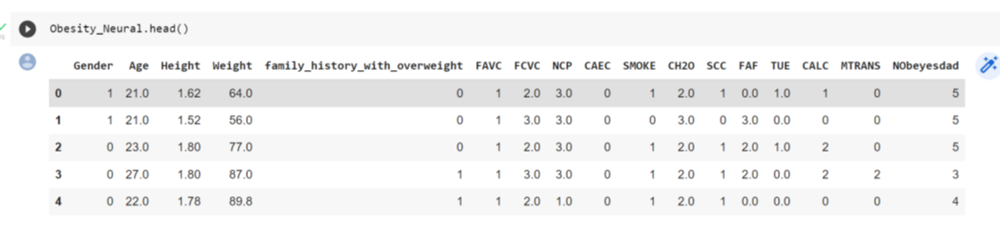 Obesity_Neural.head()
Gender Age Height Weight family_history_with_overweight FAVC FCVC NCP CAEC SMOKE CH2O SCC FAF TUE CALC MTRANS NObeyesdad
0 1 21.0 1.62 64.0 0 1 2.0 3.0 0 1 2.0 1 0.0 1.0 1 0 5
1 1 21.0 1.52 56.0 0 1 3.0 3.0 0 0 3.0 0 3.0 0.0 0 0 5
2 0 23.0 1.80 77.0 0 1 2.0 3.0 0 1 2.0 1 2.0 1.0 2 0 5
3 0 27.0 1.80 87.0 1 1 3.0 3.0 0 1 2.0 1 2.0 0.0 2 2 3
4 0 22.0 1.78 89.8 1 1 2.0 1.0 0 1 2.0 1 0.0 0.0 0 0 4